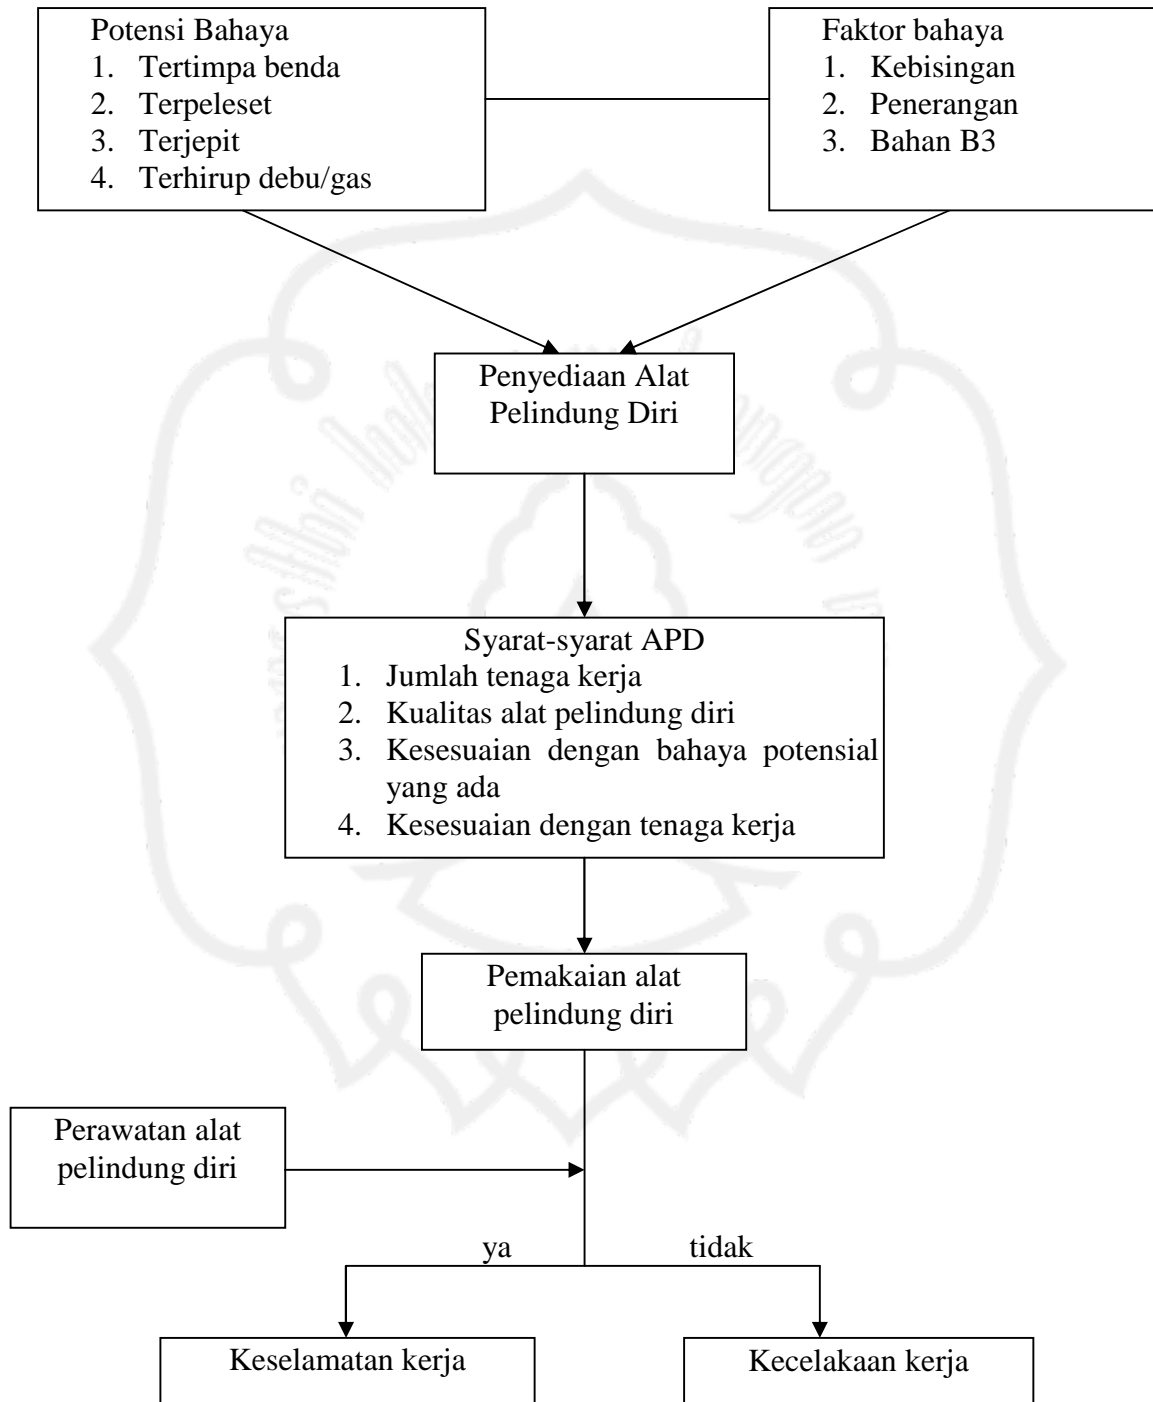 Potensi Bahaya
1. Tertimpa benda
2. Terpeleset
3. Terjepit
4. Terhirup debu/gas
Faktor bahaya
1. Kebisingan
2. Penerangan
3. Bahan B3
Penyediaan Alat
Pelindung Diri
Syarat-syarat APD
1. Jumlah tenaga kerja
2. Kualitas alat pelindung diri
3. Kesesuaian dengan bahaya potensial
yang ada
4. Kesesuaian dengan tenaga kerja
Pemakaian alat
pelindung diri
Perawatan alat
pelindung diri
ya
tidak
Keselamatan kerja
Kecelakaan kerja